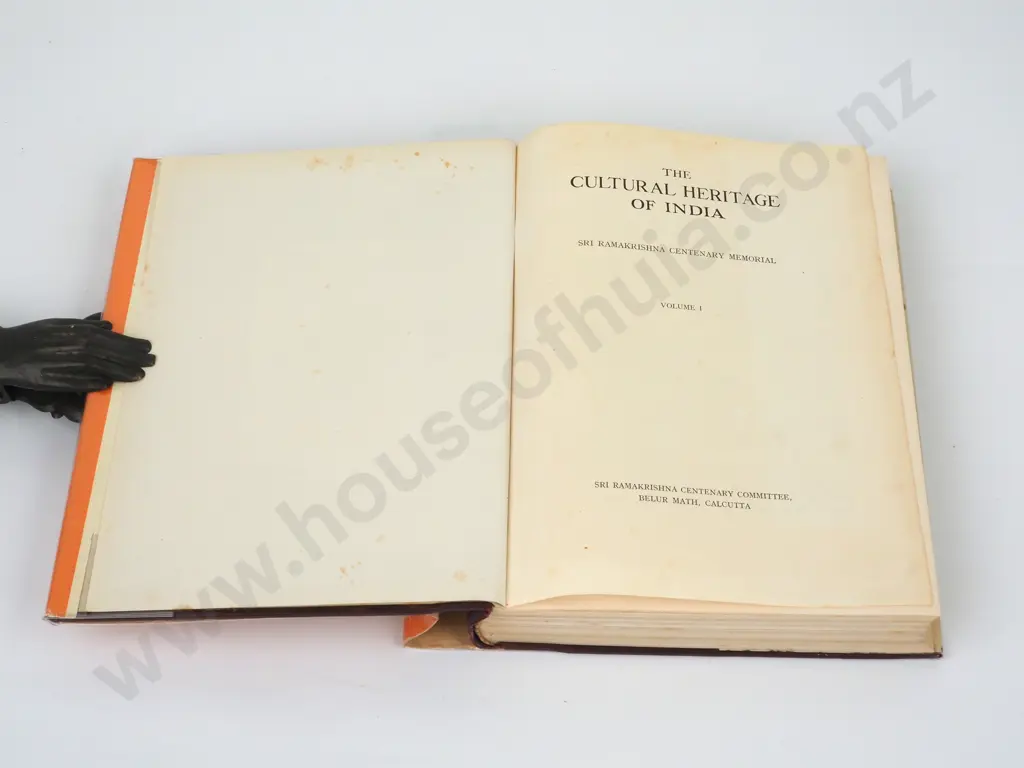 THE
CULTURAL HERITAGE
OF INDIA
SRI RAMAKRISHNA CENTENARY MEMORIAL
VOLUME I
SRI RAMAKRISHNA CENTENARY COMMITTEE,
BELUR MATH, CALCUTTA
www.houseofhuia.co.nz